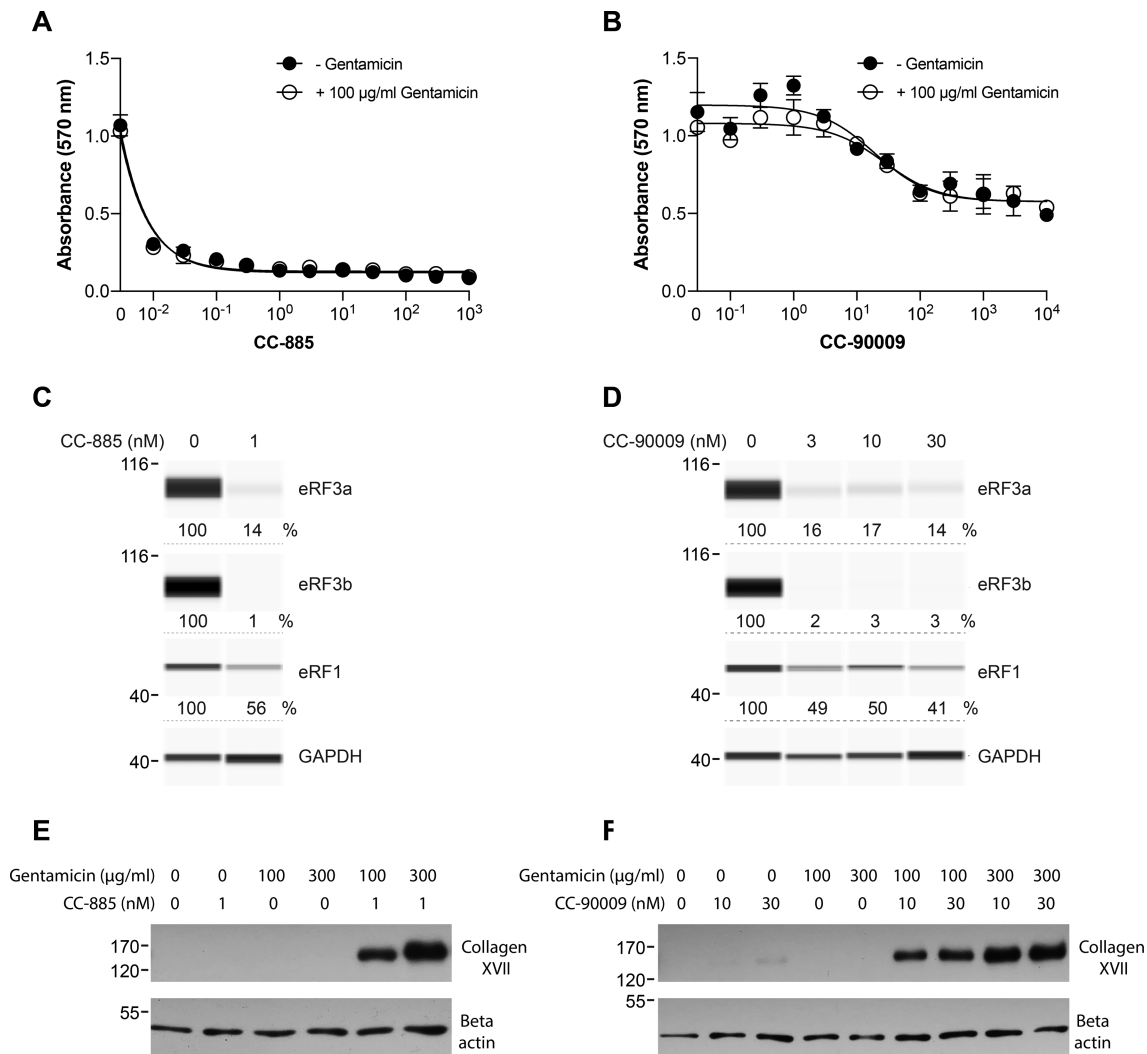 A
1.5
1.0
0.5
0.0
Absorbance (570 nm)
- Gentamicin
+ 100 µg/ml Gentamicin
0 10⁻² 10⁻¹ 10⁰ 10¹ 10² 10³
CC-885
B
1.5
1.0
0.5
0.0
Absorbance (570 nm)
- Gentamicin
+ 100 µg/ml Gentamicin
0 10⁻¹ 10⁰ 10¹ 10² 10³ 10⁴
CC-90009
C
CC-885 (nM) 0 1
116
eRF3a
100 14 %
116
eRF3b
100 1 %
eRF1
40
100 56 %
GAPDH
40
D
CC-90009 (nM) 0 3 10 30
116
eRF3a
100 16 17 14 %
116
eRF3b
100 2 3 3 %
eRF1
40
100 49 50 41 %
GAPDH
40
E
Gentamicin (µg/ml) 0 0 100 300 100 300
CC-885 (nM) 0 1 0 0 1 1
170
120
Collagen
XVII
55
Beta
actin
F
Gentamicin (µg/ml) 0 0 0 100 300 100 100 300 300
CC-90009 (nM) 0 10 30 0 0 10 30 10 30
170
120
Collagen
XVII
55
Beta
actin